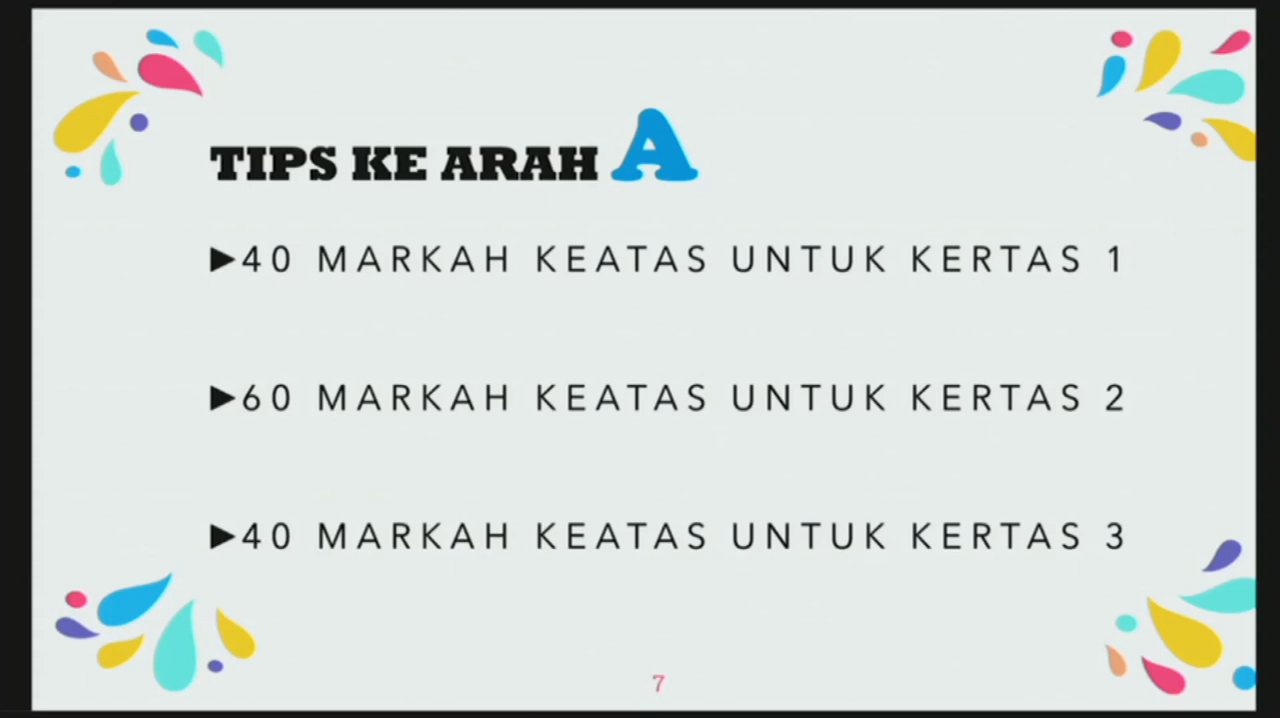 TIPS KE ARAH A
►40 MARKAH KEATAS UNTUK KERTAS 1
►60 MARKAH KEATAS UNTUK KERTAS 2
►40 MARKAH KEATAS UNTUK KERTAS 3
7